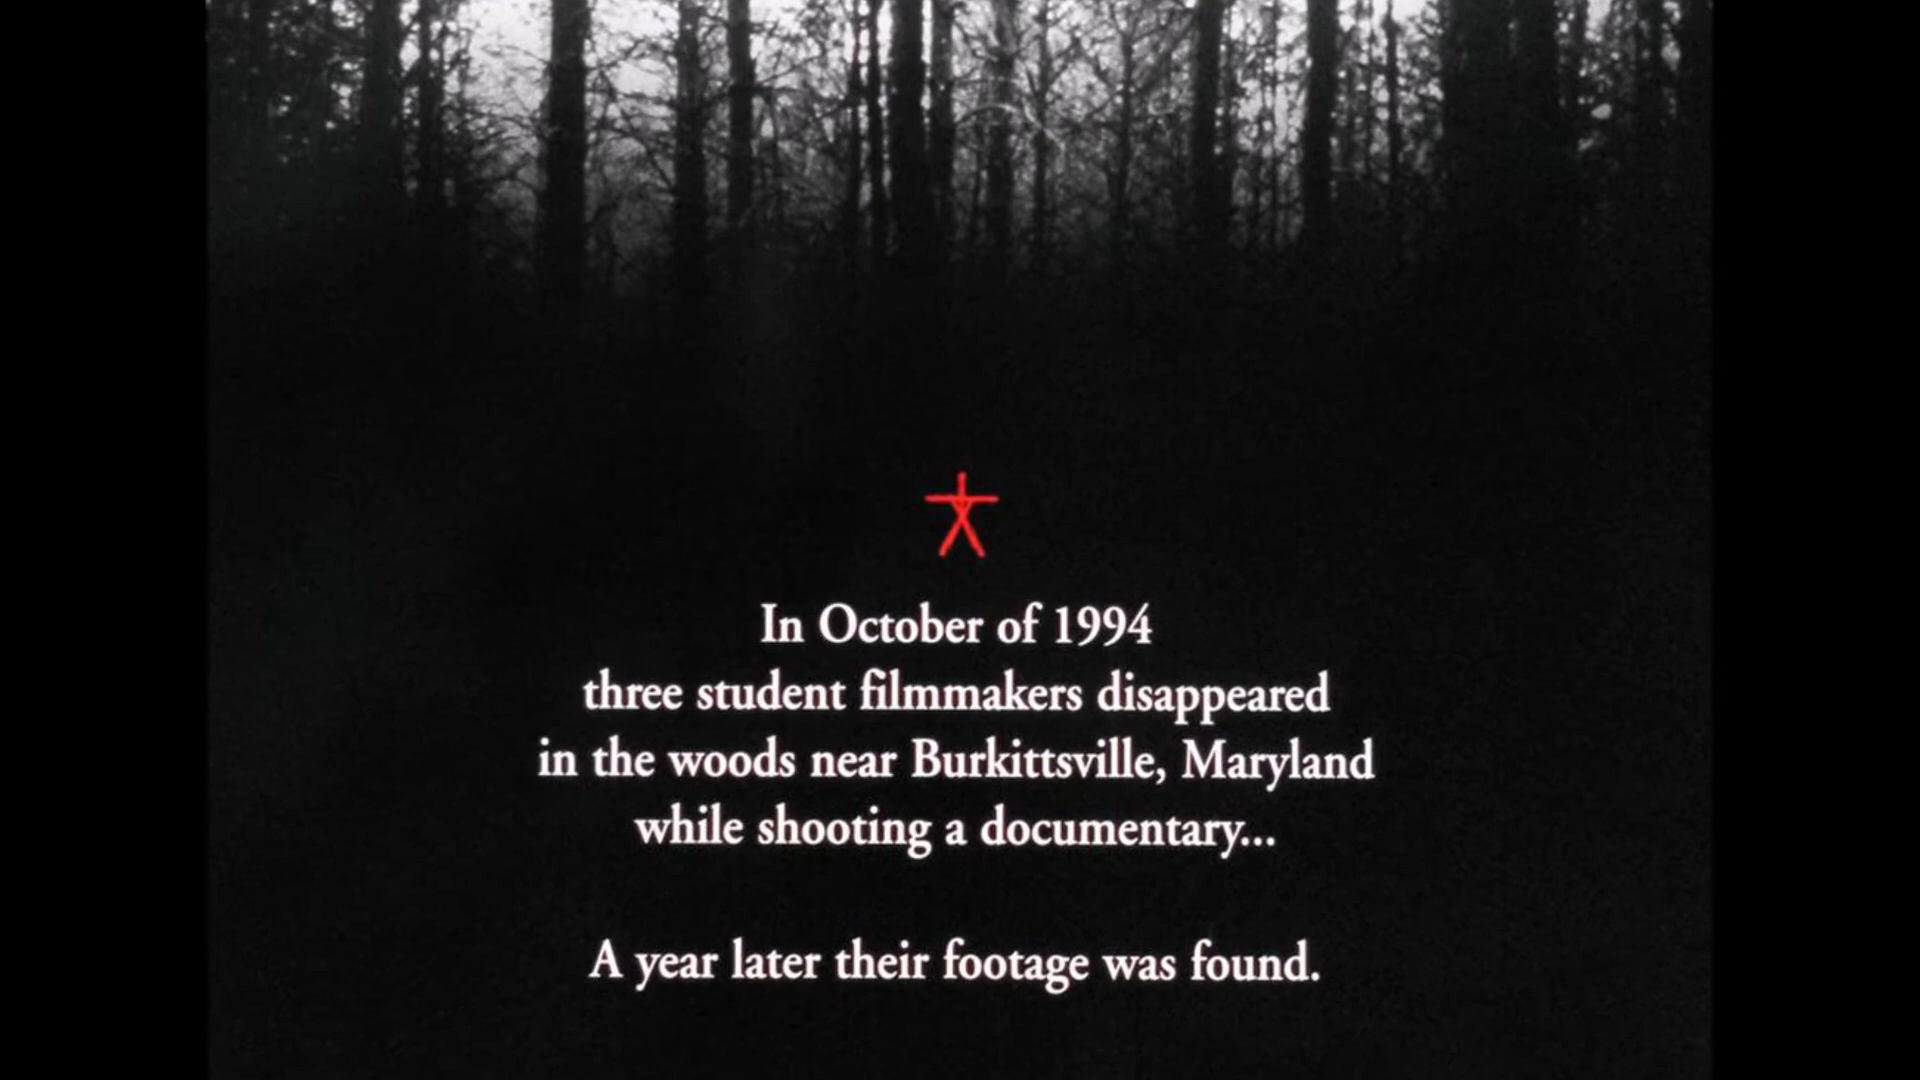 In October of 1994
three student filmmakers disappeared
in the woods near Burkittsville, Maryland
while shooting a documentary...
A year later their footage was found.